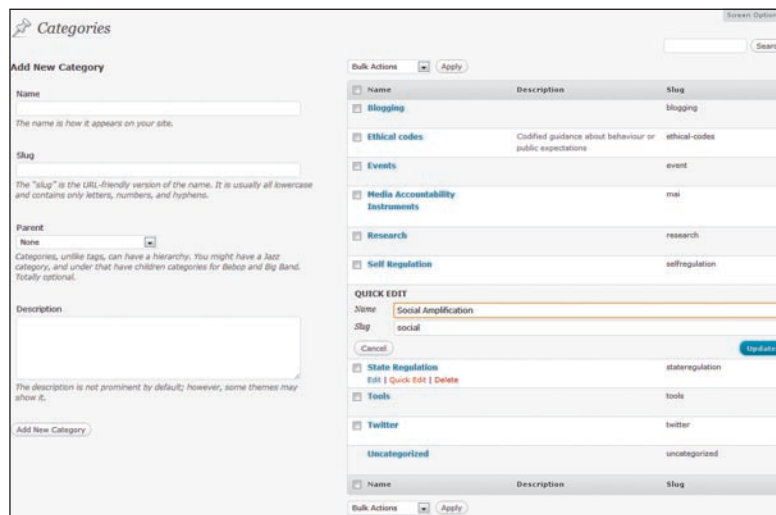 Screen Option
Categories
Searc
Add New Category
Bulk Actions Apply
Name Description Slug
Name
The name is how it appears on your site.
Slug
The "slug" is the URL-friendly version of the name. It is usually all lowercase
and contains only letters, numbers, and hyphens.
Parent
None
Categories, unlike tags, can have a hierarchy. You might have a Jazz
category, and under that have children categories for Bebop and Big Band.
Totally optional.
Description
The description is not prominent by default; however, some themes may
show it.
Add New Category
Blogging blogging
Ethical codes Codified guidance about behaviour or ethical-codes
public expectations
Events event
Media Accountability mai
Instruments
Research research
Self Regulation selfregulation
QUICK EDIT
Name Social Amplification
Slug social
Cancel Update
State Regulation stateregulation
Edit | Quick Edit | Delete
Tools tools
Twitter twitter
Uncategorized uncategorized
Name Description Slug
Bulk Actions Apply